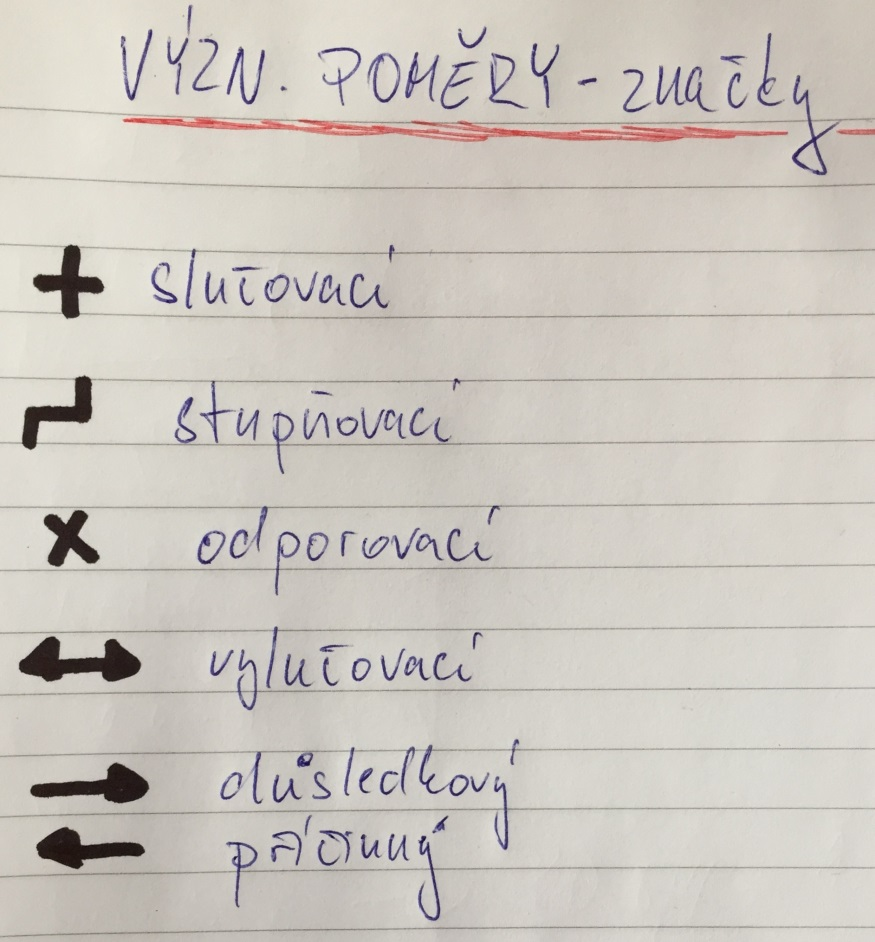 VÝZN. POMĚRY - značky
+ slučovací
stupňovací
x odporovací
↔ vylučovací
→ důsledkový
← příčinný